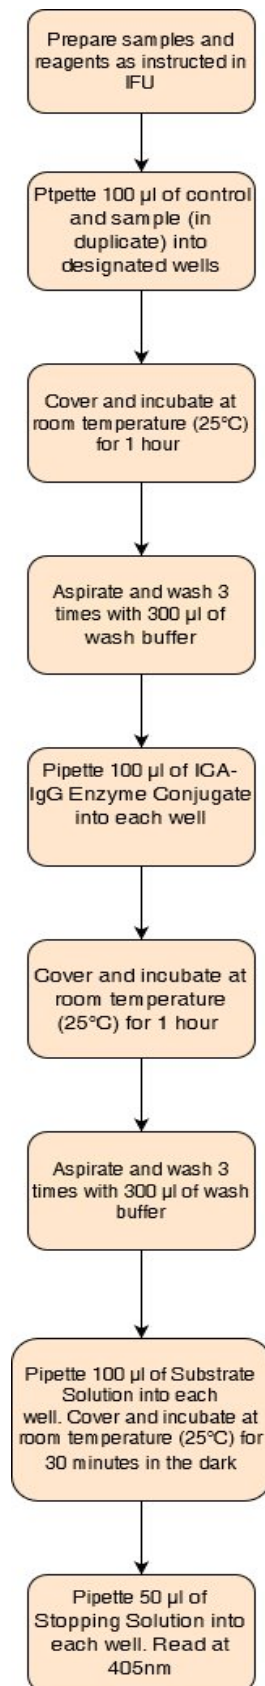 Prepare samples and
reagents as instructed in
IFU
Ptpette 100 µl of control
and sample (in
duplicate) into
designated wells
Cover and incubate at
room temperature (25°C)
for 1 hour
Aspirate and wash 3
times with 300 µl of
wash buffer
Pipette 100 µl of ICA-
IgG Enzyme Conjugate
into each well
Cover and incubate at
room temperature
(25°C) for 1 hour
Aspirate and wash 3
times with 300 µl of wash
buffer
Pipette 100 µl of Substrate
Solution into each
well. Cover and incubate at
room temperature (25°C) for
30 minutes in the dark
Pipette 50 µl of
Stopping Solution into
each well. Read at
405nm